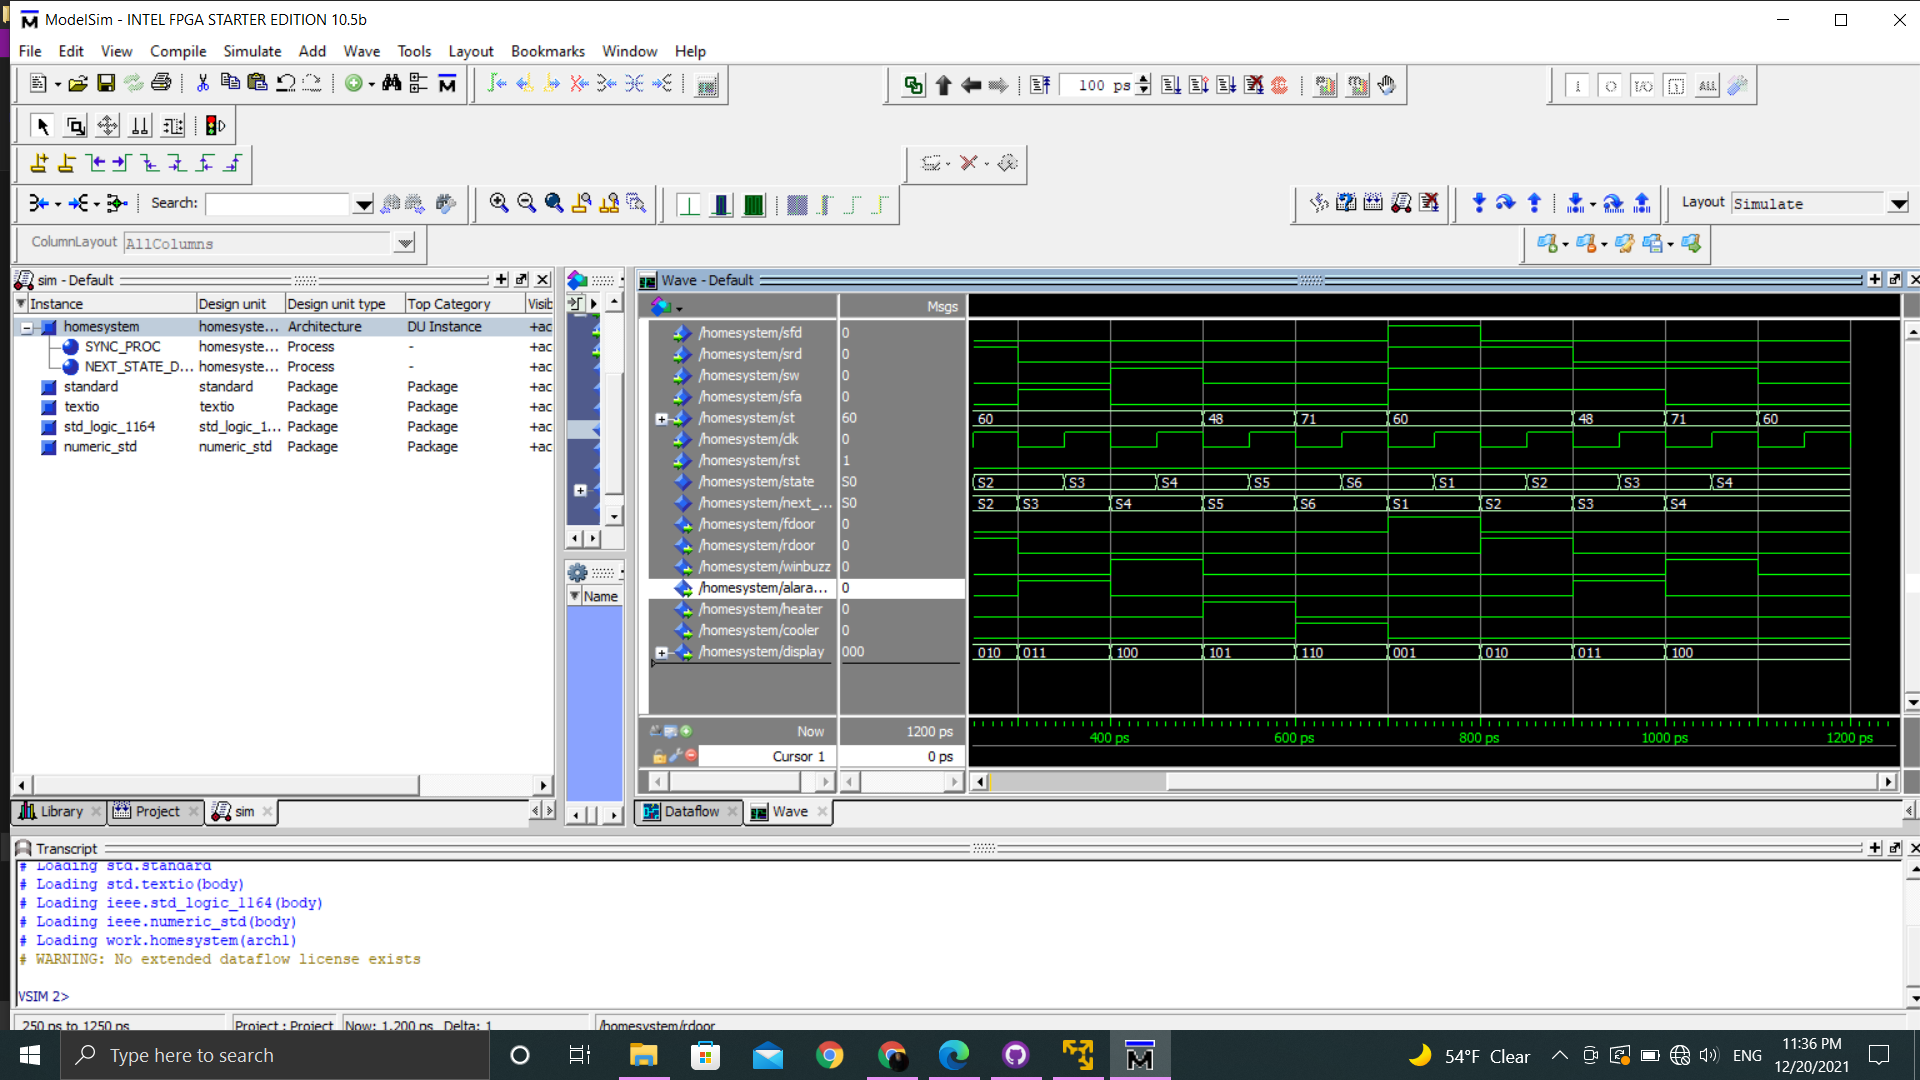 ModelSim - INTEL FPGA STARTER EDITION 10.5b
File Edit View Compile Simulate Add Wave Tools Layout Bookmarks Window Help
100 ps
Search:
Layout Simulate
ColumnLayout AllColumns
sim - Default
Instance Design unit Design unit type Top Category Visib
homesystem homesyste... Architecture DU Instance +ac
SYNC_PROC homesyste... Process - +ac
NEXT_STATE_D... homesyste... Process - +ac
standard standard Package Package +ac
textio textio Package Package +ac
std_logic_1164 std_logic_1... Package Package +ac
numeric_std numeric_std Package Package +ac
Library Project sim
Name
Wave - Default
Msgs
/homesystem/sfd 0
/homesystem/srd 0
/homesystem/sw 0
/homesystem/sfa 0
/homesystem/st 60 60 48 71 60 48 71 60
/homesystem/clk 0
/homesystem/rst 1
/homesystem/state S0 S2 S3 S4 S5 S6 S1 S2 S3 S4
/homesystem/next_... S0 S2 S3 S4 S5 S6 S1 S2 S3 S4
/homesystem/fdoor 0
/homesystem/rdoor 0
/homesystem/winbuzz 0
/homesystem/alara... 0
/homesystem/heater 0
/homesystem/cooler 0
/homesystem/display 000 010 011 100 101 110 001 010 011 100
Now 1200 ps 400 ps 600 ps 800 ps 1000 ps 1200 ps
Cursor 1 0 ps
Dataflow Wave
Transcript
# Loading std.standard
# Loading std.textio(body)
# Loading ieee.std_logic_1164(body)
# Loading ieee.numeric_std(body)
# Loading work.homesystem(arch1)
# WARNING: No extended dataflow license exists
VSIM 2>
250 ps to 1250 ps Project : Project Now: 1,200 ps Delta: 1 /homesystem/rdoor
Type here to search
54°F Clear
ENG
11:36 PM
12/20/2021